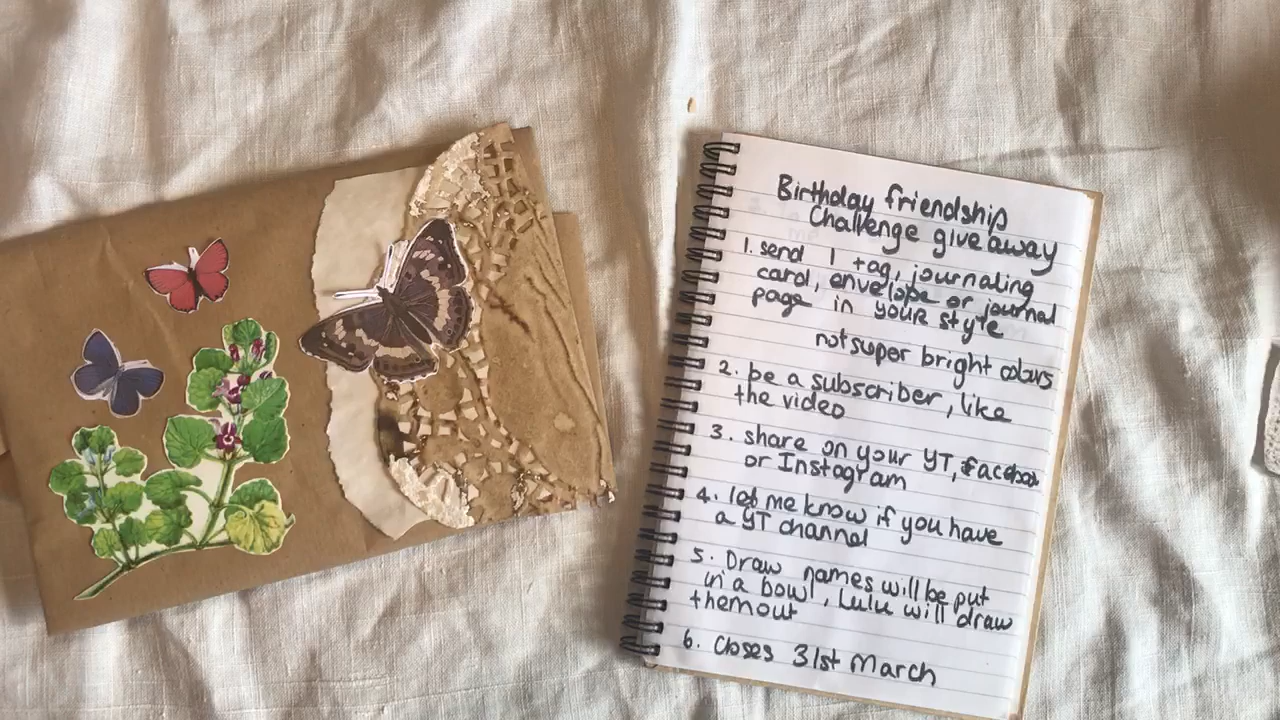 Birthday friendship
Challenge give away
1. send 1 tag, journaling
card, envelope or journal
page in your style
not super bright colours
2. be a subscriber, like
the video
3. share on your YT, facebook
or Instagram
4. let me know if you have
a YT channel
5. Draw names will be put
in a bowl, Lulu will draw
them out
6. Closes 31st March